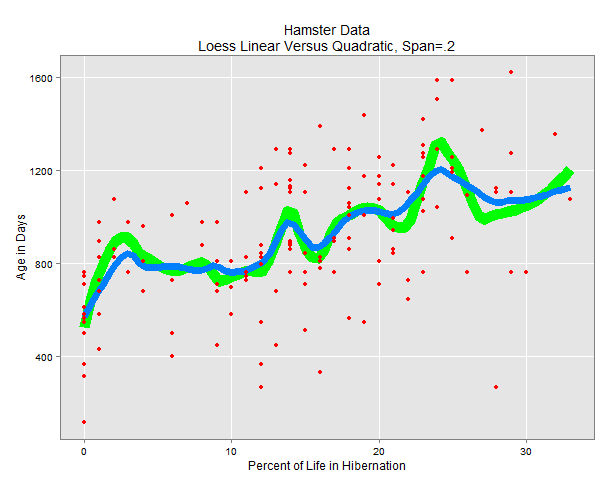 Hamster Data
Loess Linear Versus Quadratic, Span=.2
1600
1200
800
400
Age in Days
0 10 20 30
Percent of Life in Hibernation